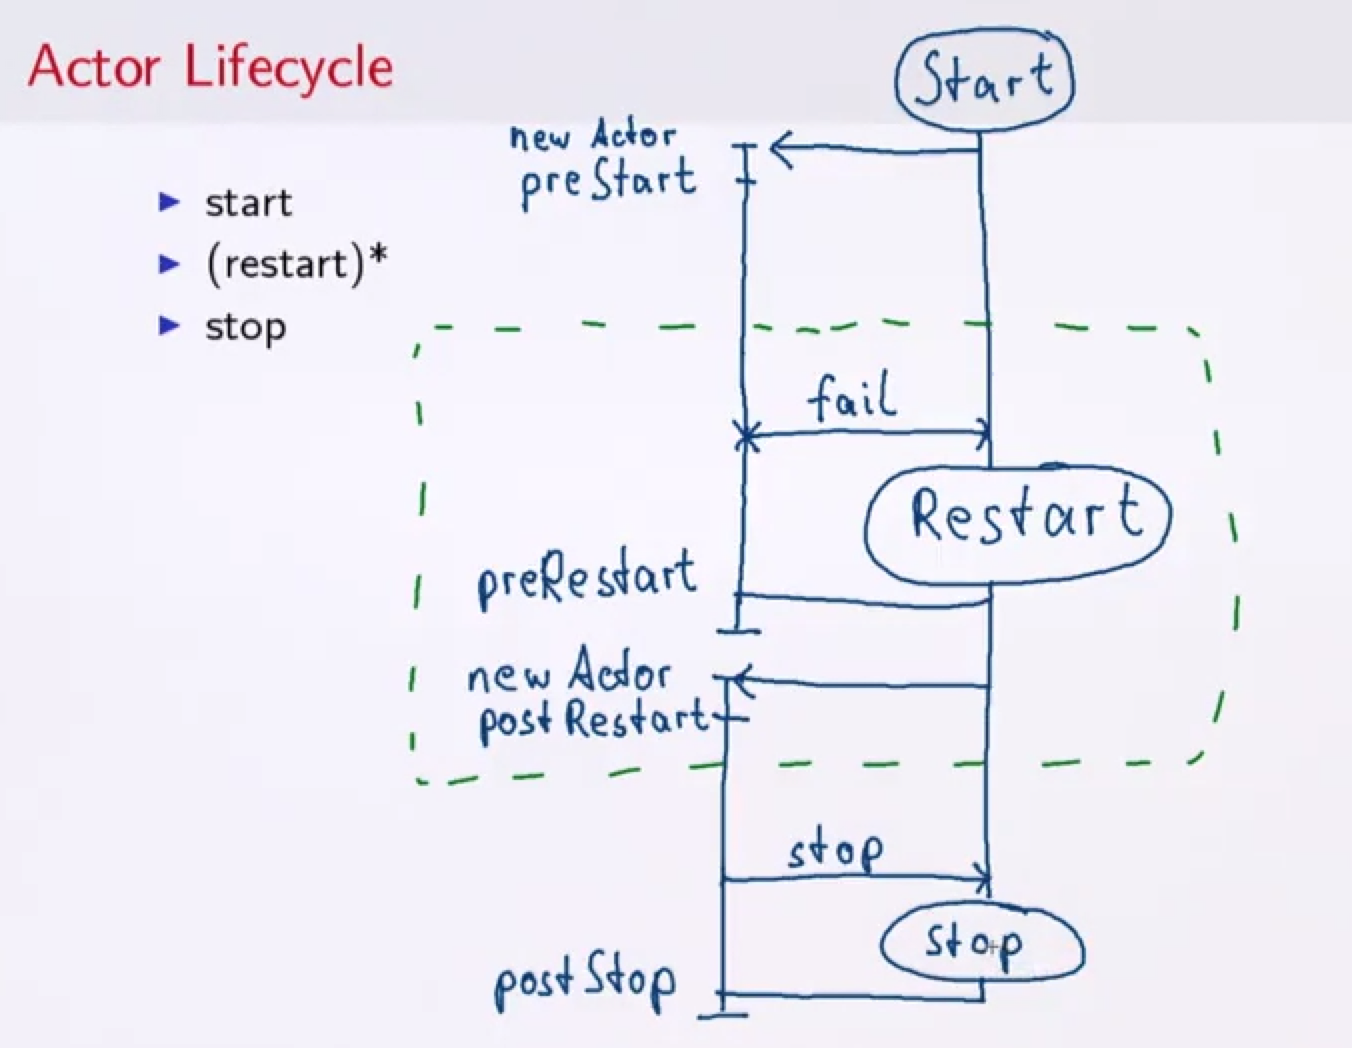 Actor Lifecycle
start
(restart)*
stop
Start
new Actor
preStart
fail
Restart
preRestart
new Actor
postRestart
stop
stop
postStop